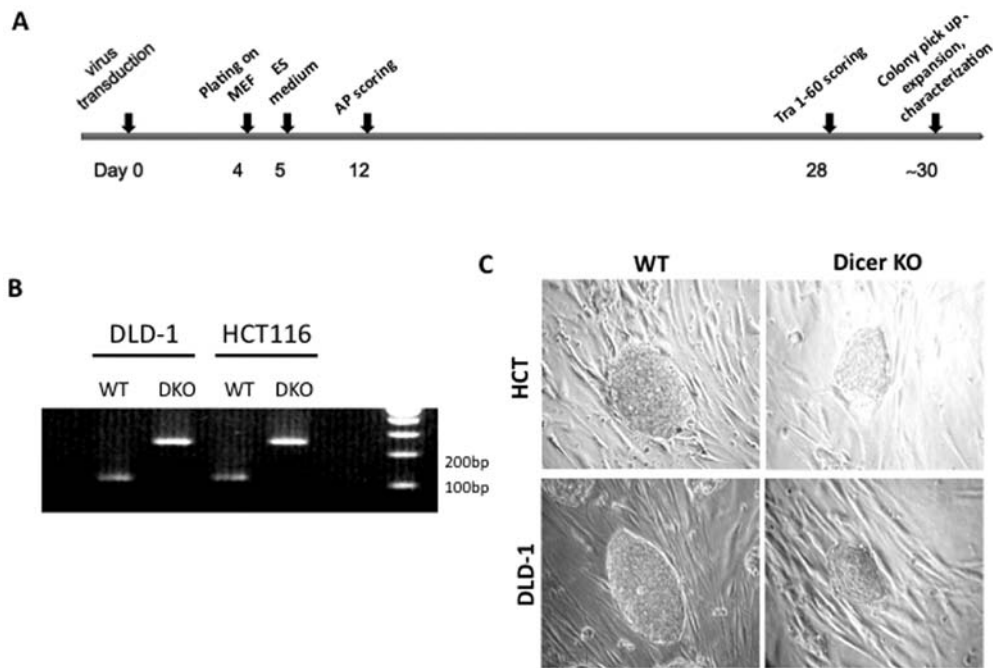 A
virus
transduction
Plating on
MEF
ES
medium
AP scoring
Tra 1-60 scoring
Colony pick up-
expansion,
characterization
Day 0
4
5
12
28
~30
B
DLD-1
HCT116
WT
DKO
WT
DKO
200bp
100bp
C
WT
Dicer KO
HCT
DLD-1